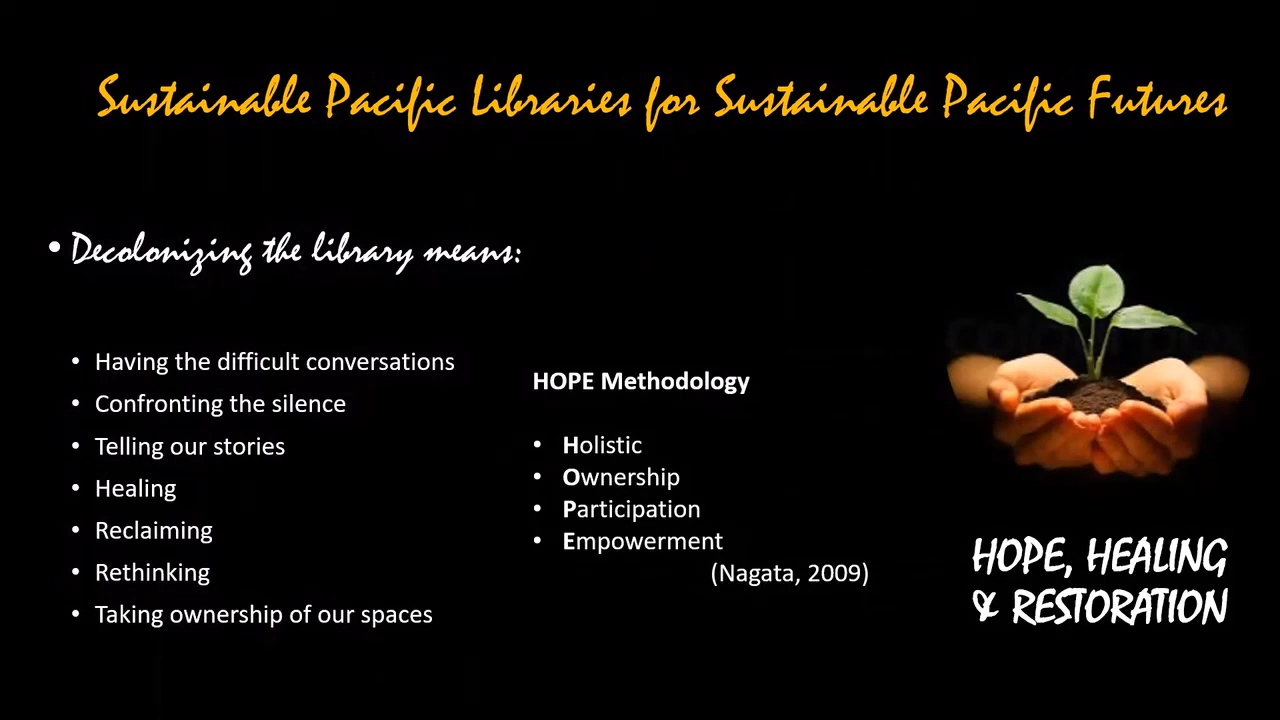 Sustainable Pacific Libraries for Sustainable Pacific Futures
• Decolonizing the library means:
• Having the difficult conversations
• Confronting the silence
• Telling our stories
• Healing
• Reclaiming
• Rethinking
• Taking ownership of our spaces
HOPE Methodology
• Holistic
• Ownership
• Participation
• Empowerment
(Nagata, 2009)
HOPE, HEALING
& RESTORATION